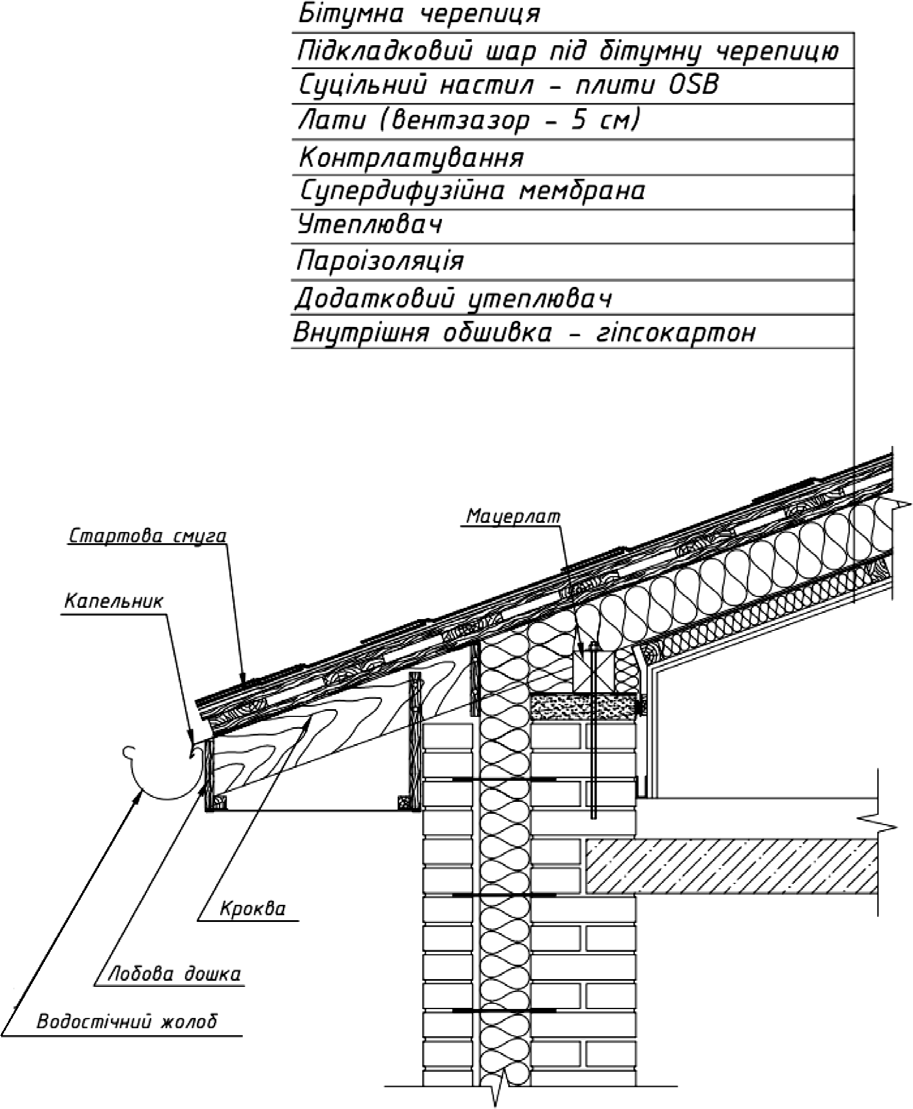 Бітумна черепиця
Підкладковий шар під бітумну черепицю
Суцільний настил - плити OSB
Лати (вентзазор - 5 см)
Контрлатування
Супердифузійна мембрана
Утеплювач
Пароізоляція
Додатковий утеплювач
Внутрішня обшивка - гіпсокартон
Мауерлат
Стартова смуга
Капельник
Кроква
Лобова дошка
Водостічний жолоб